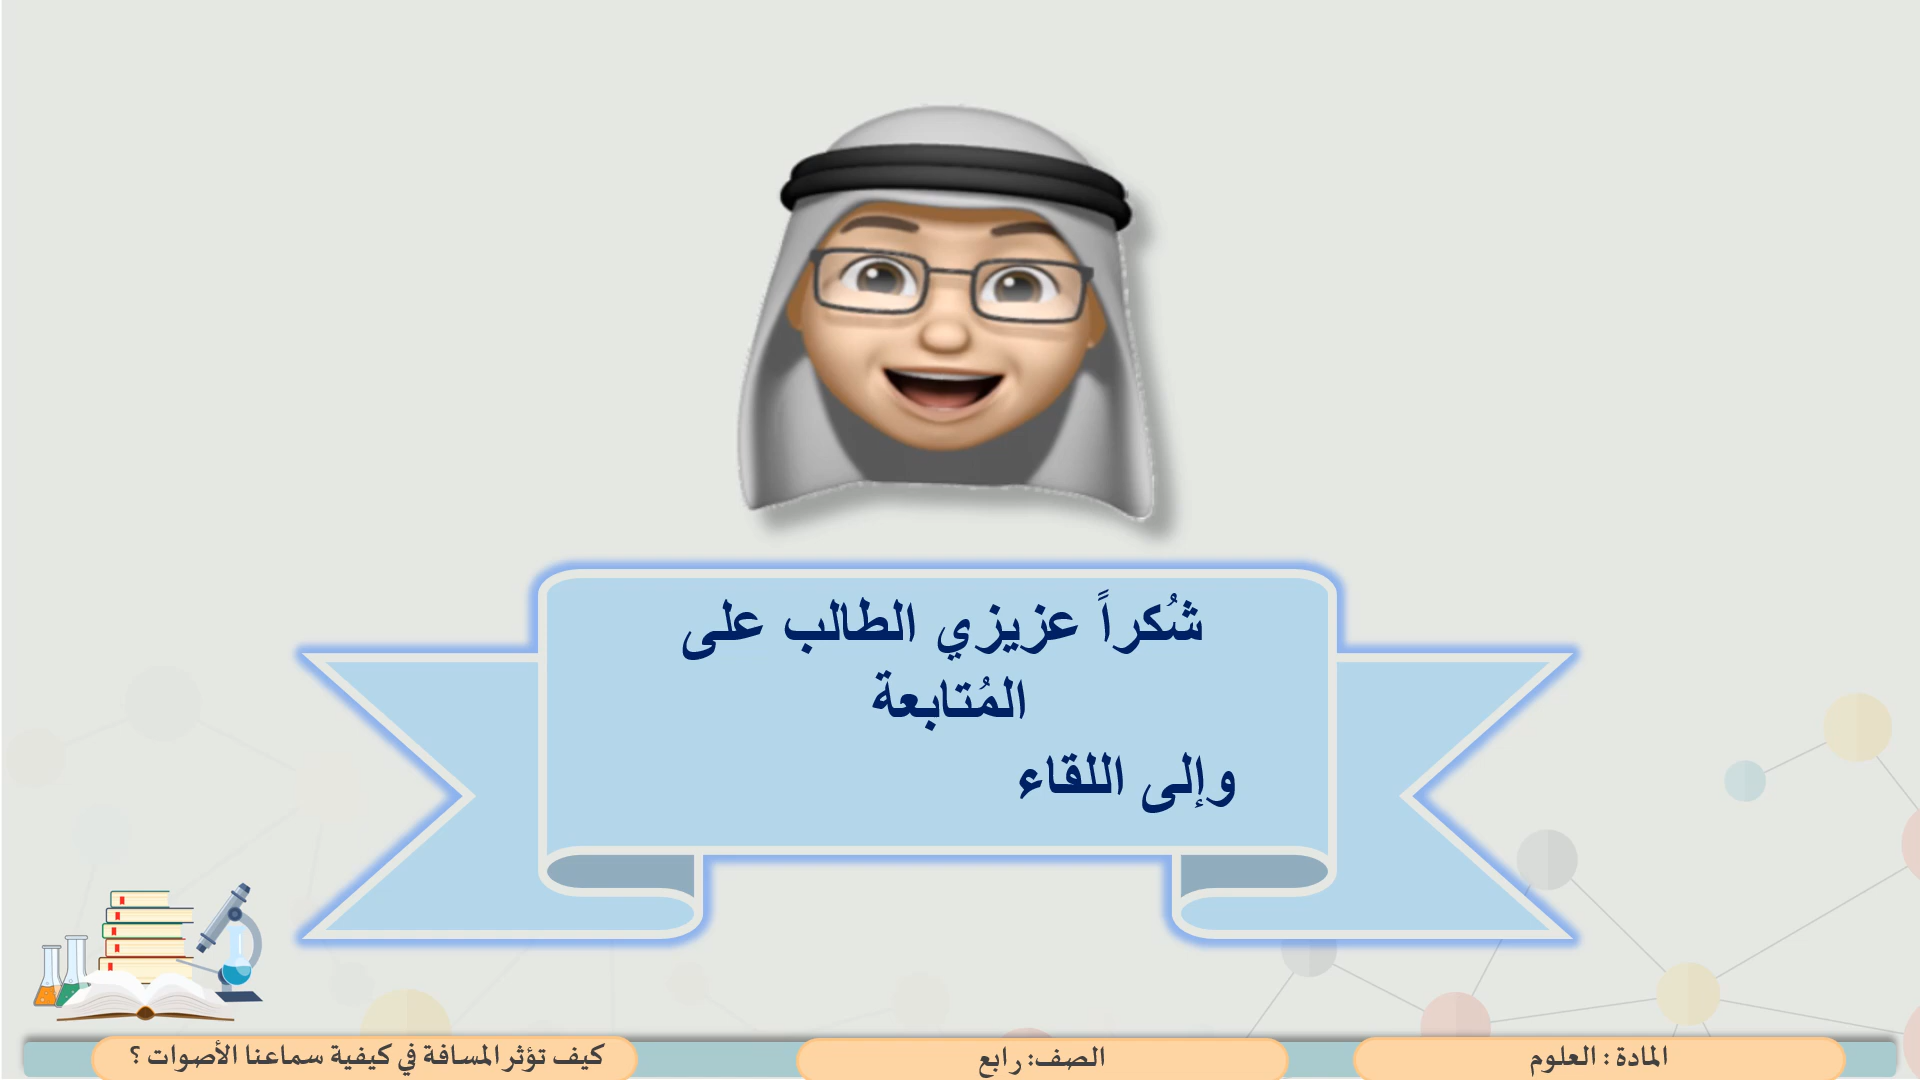 شُكراً عزيزي الطالب على
المُتابعة
وإلى اللقاء
المادة : العلوم
الصف: رابع
كيف تؤثر المسافة في كيفية سماعنا الأصوات ؟